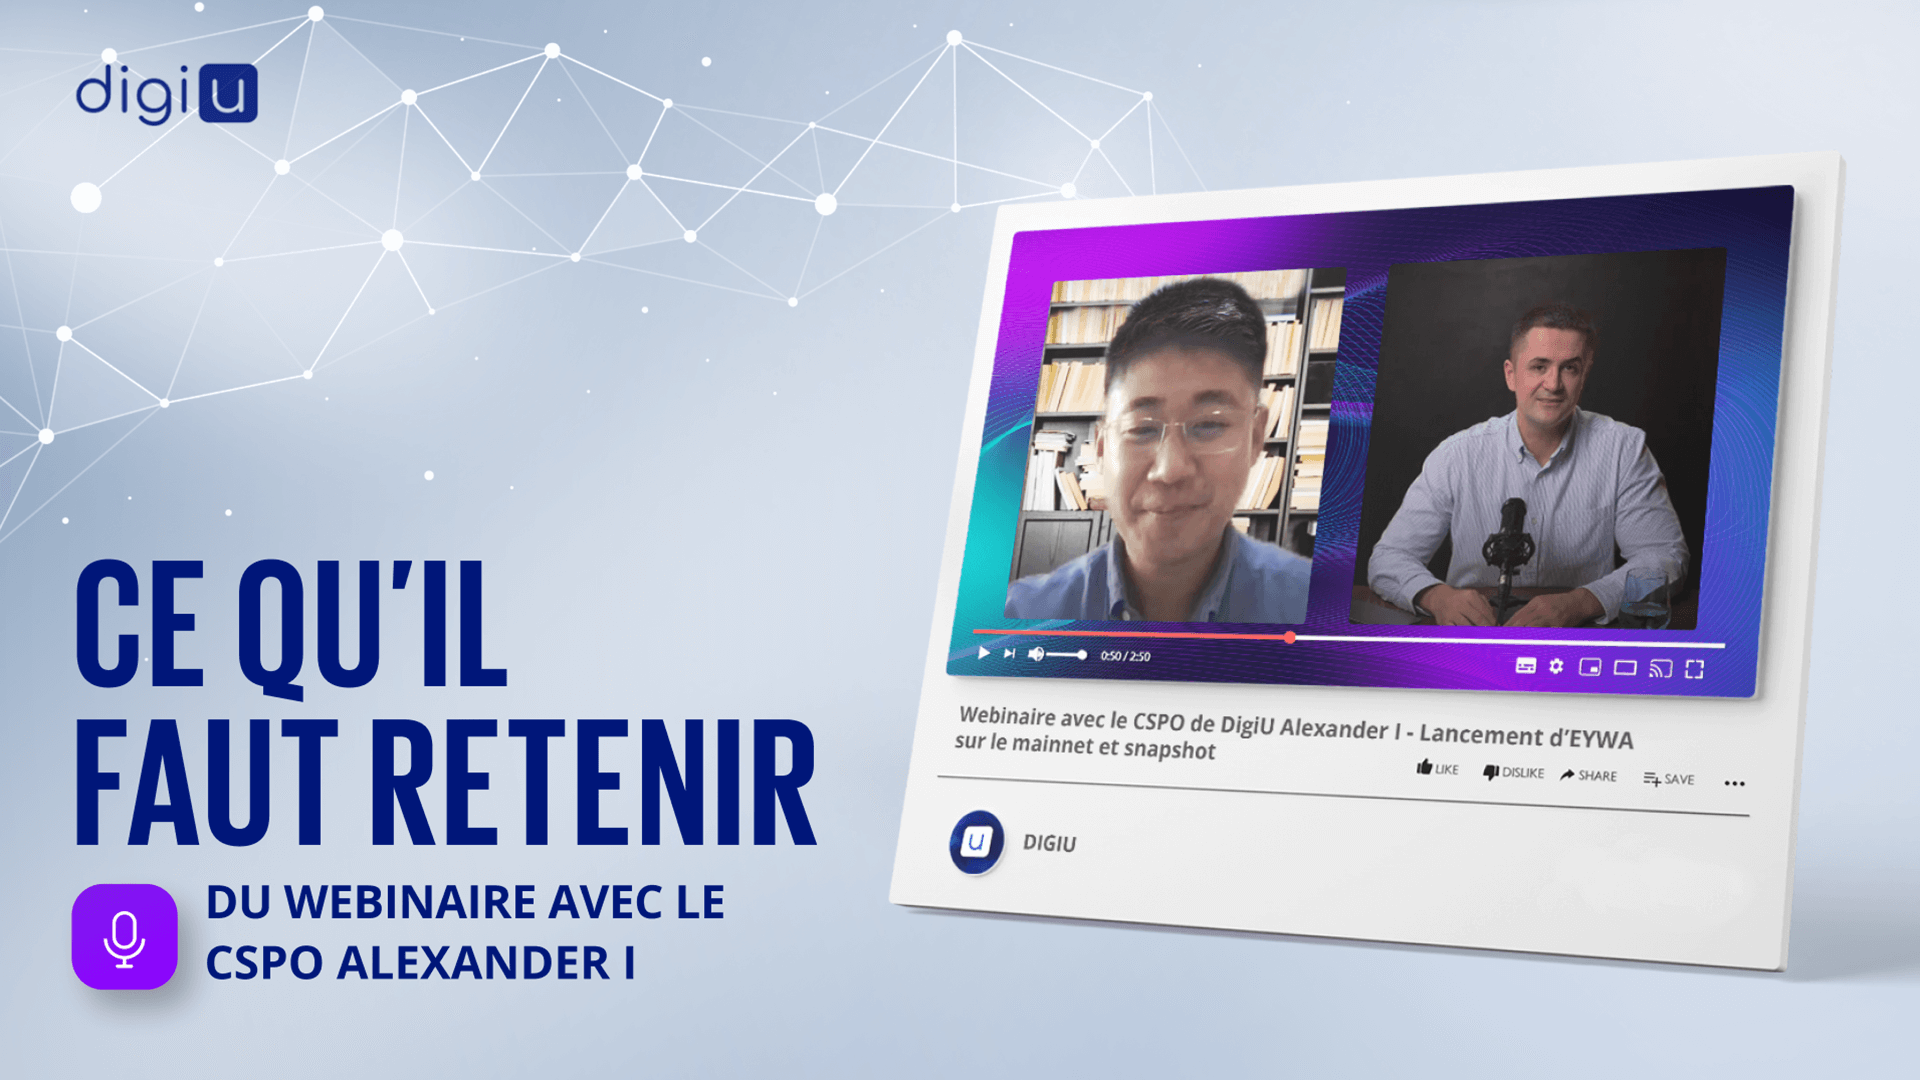 digiu
CE QU'IL
FAUT RETENIR
DU WEBINAIRE AVEC LE
CSPO ALEXANDER I
0:50 / 2:50
Webinaire avec le CSPO de DigiU Alexander I - Lancement d'EYWA
sur le mainnet et snapshot
LIKE DISLIKE SHARE SAVE
u DIGIU